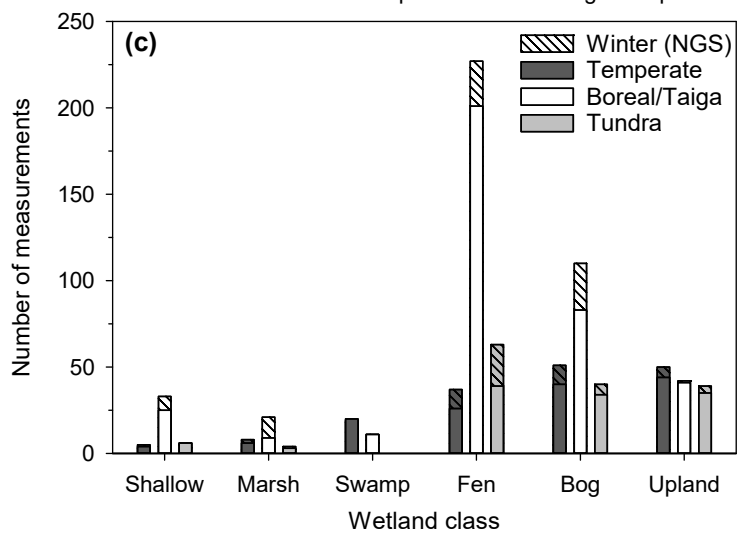 250
200
150
100
50
0
Number of measurements
(c)
Winter (NGS)
Temperate
Boreal/Taiga
Tundra
Shallow Marsh Swamp Fen Bog Upland
Wetland class